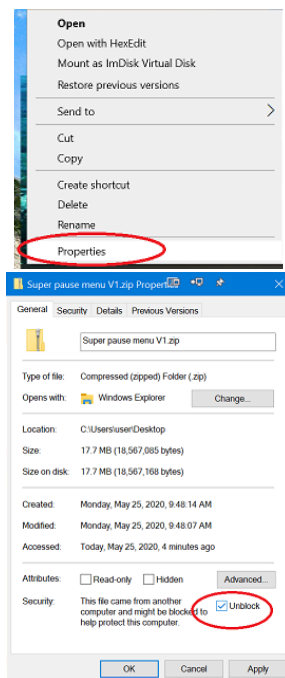 Open
Open with HexEdit
Mount as ImDisk Virtual Disk
Restore previous versions
Send to
Cut
Copy
Create shortcut
Delete
Rename
Properties
Super pause menu V1.zip Properti
General Security Details Previous Versions
Super pause menu V1.zip
Type of file: Compressed (zipped) Folder (.zip)
Opens with: Windows Explorer Change...
Location: C:\Users\user\Desktop
Size: 17.7 MB (18,567,085 bytes)
Size on disk: 17.7 MB (18,567,168 bytes)
Created: Monday, May 25, 2020, 9:48:14 AM
Modified: Monday, May 25, 2020, 9:48:07 AM
Accessed: Today, May 25, 2020, 4 minutes ago
Attributes: Read-only Hidden Advanced...
Security: This file came from another
computer and might be blocked to Unblock
help protect this computer.
OK Cancel Apply